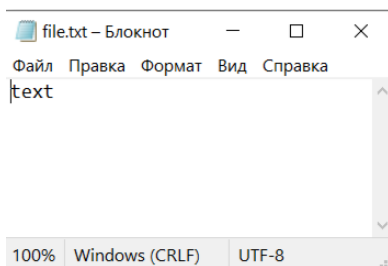 file.txt – Блокнот
Файл Правка Формат Вид Справка
text
100% Windows (CRLF) UTF-8